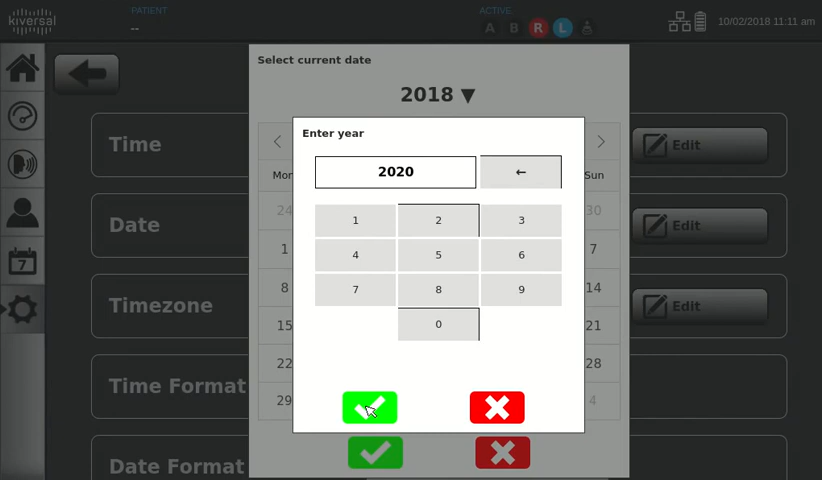 kiversal
PATIENT
--
ACTIVE
A B R L
10/02/2018 11:11 am
Select current date
2018 ▼
Time
Edit
Enter year
2020
←
Mon
Sun
24
30
1 2 3
Date
Edit
1
7
4 5 6
8
14
7 8 9
Timezone
Edit
15
21
0
22
28
Time Format
29
4
Date Format
7